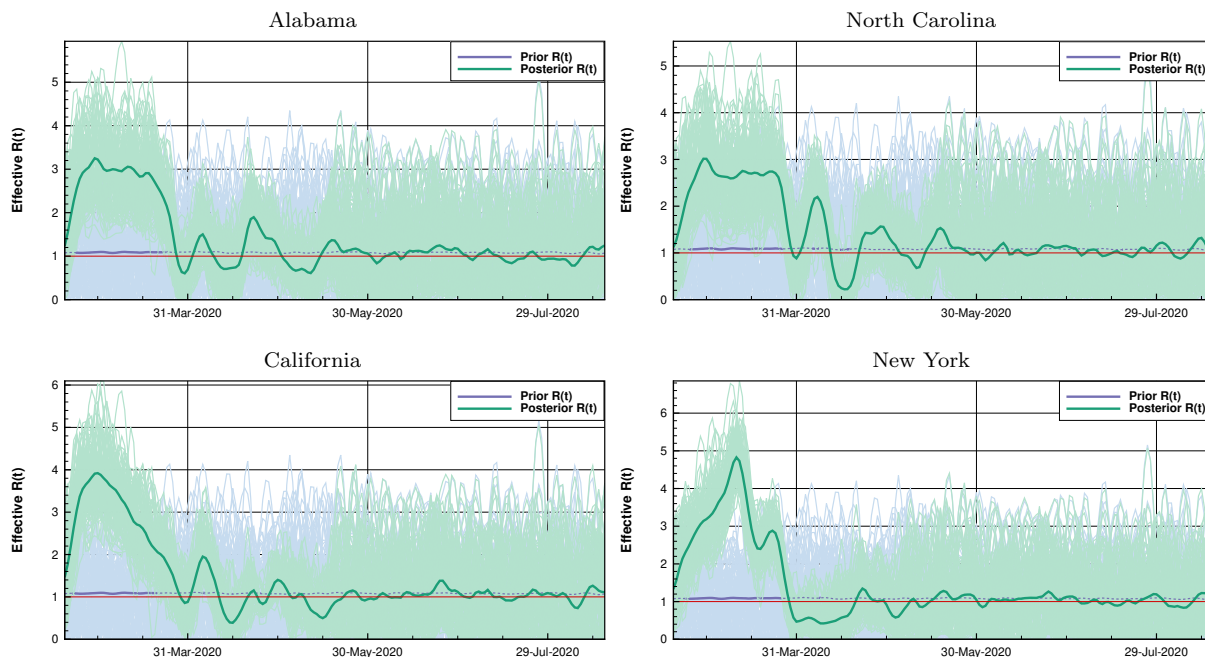 Alabama
Effective R(t)
5
4
3
2
1
0
Prior R(t)
Posterior R(t)
31-Mar-2020 30-May-2020 29-Jul-2020
North Carolina
Effective R(t)
5
4
3
2
1
0
Prior R(t)
Posterior R(t)
31-Mar-2020 30-May-2020 29-Jul-2020
California
Effective R(t)
6
5
4
3
2
1
0
Prior R(t)
Posterior R(t)
31-Mar-2020 30-May-2020 29-Jul-2020
New York
Effective R(t)
6
5
4
3
2
1
0
Prior R(t)
Posterior R(t)
31-Mar-2020 30-May-2020 29-Jul-2020